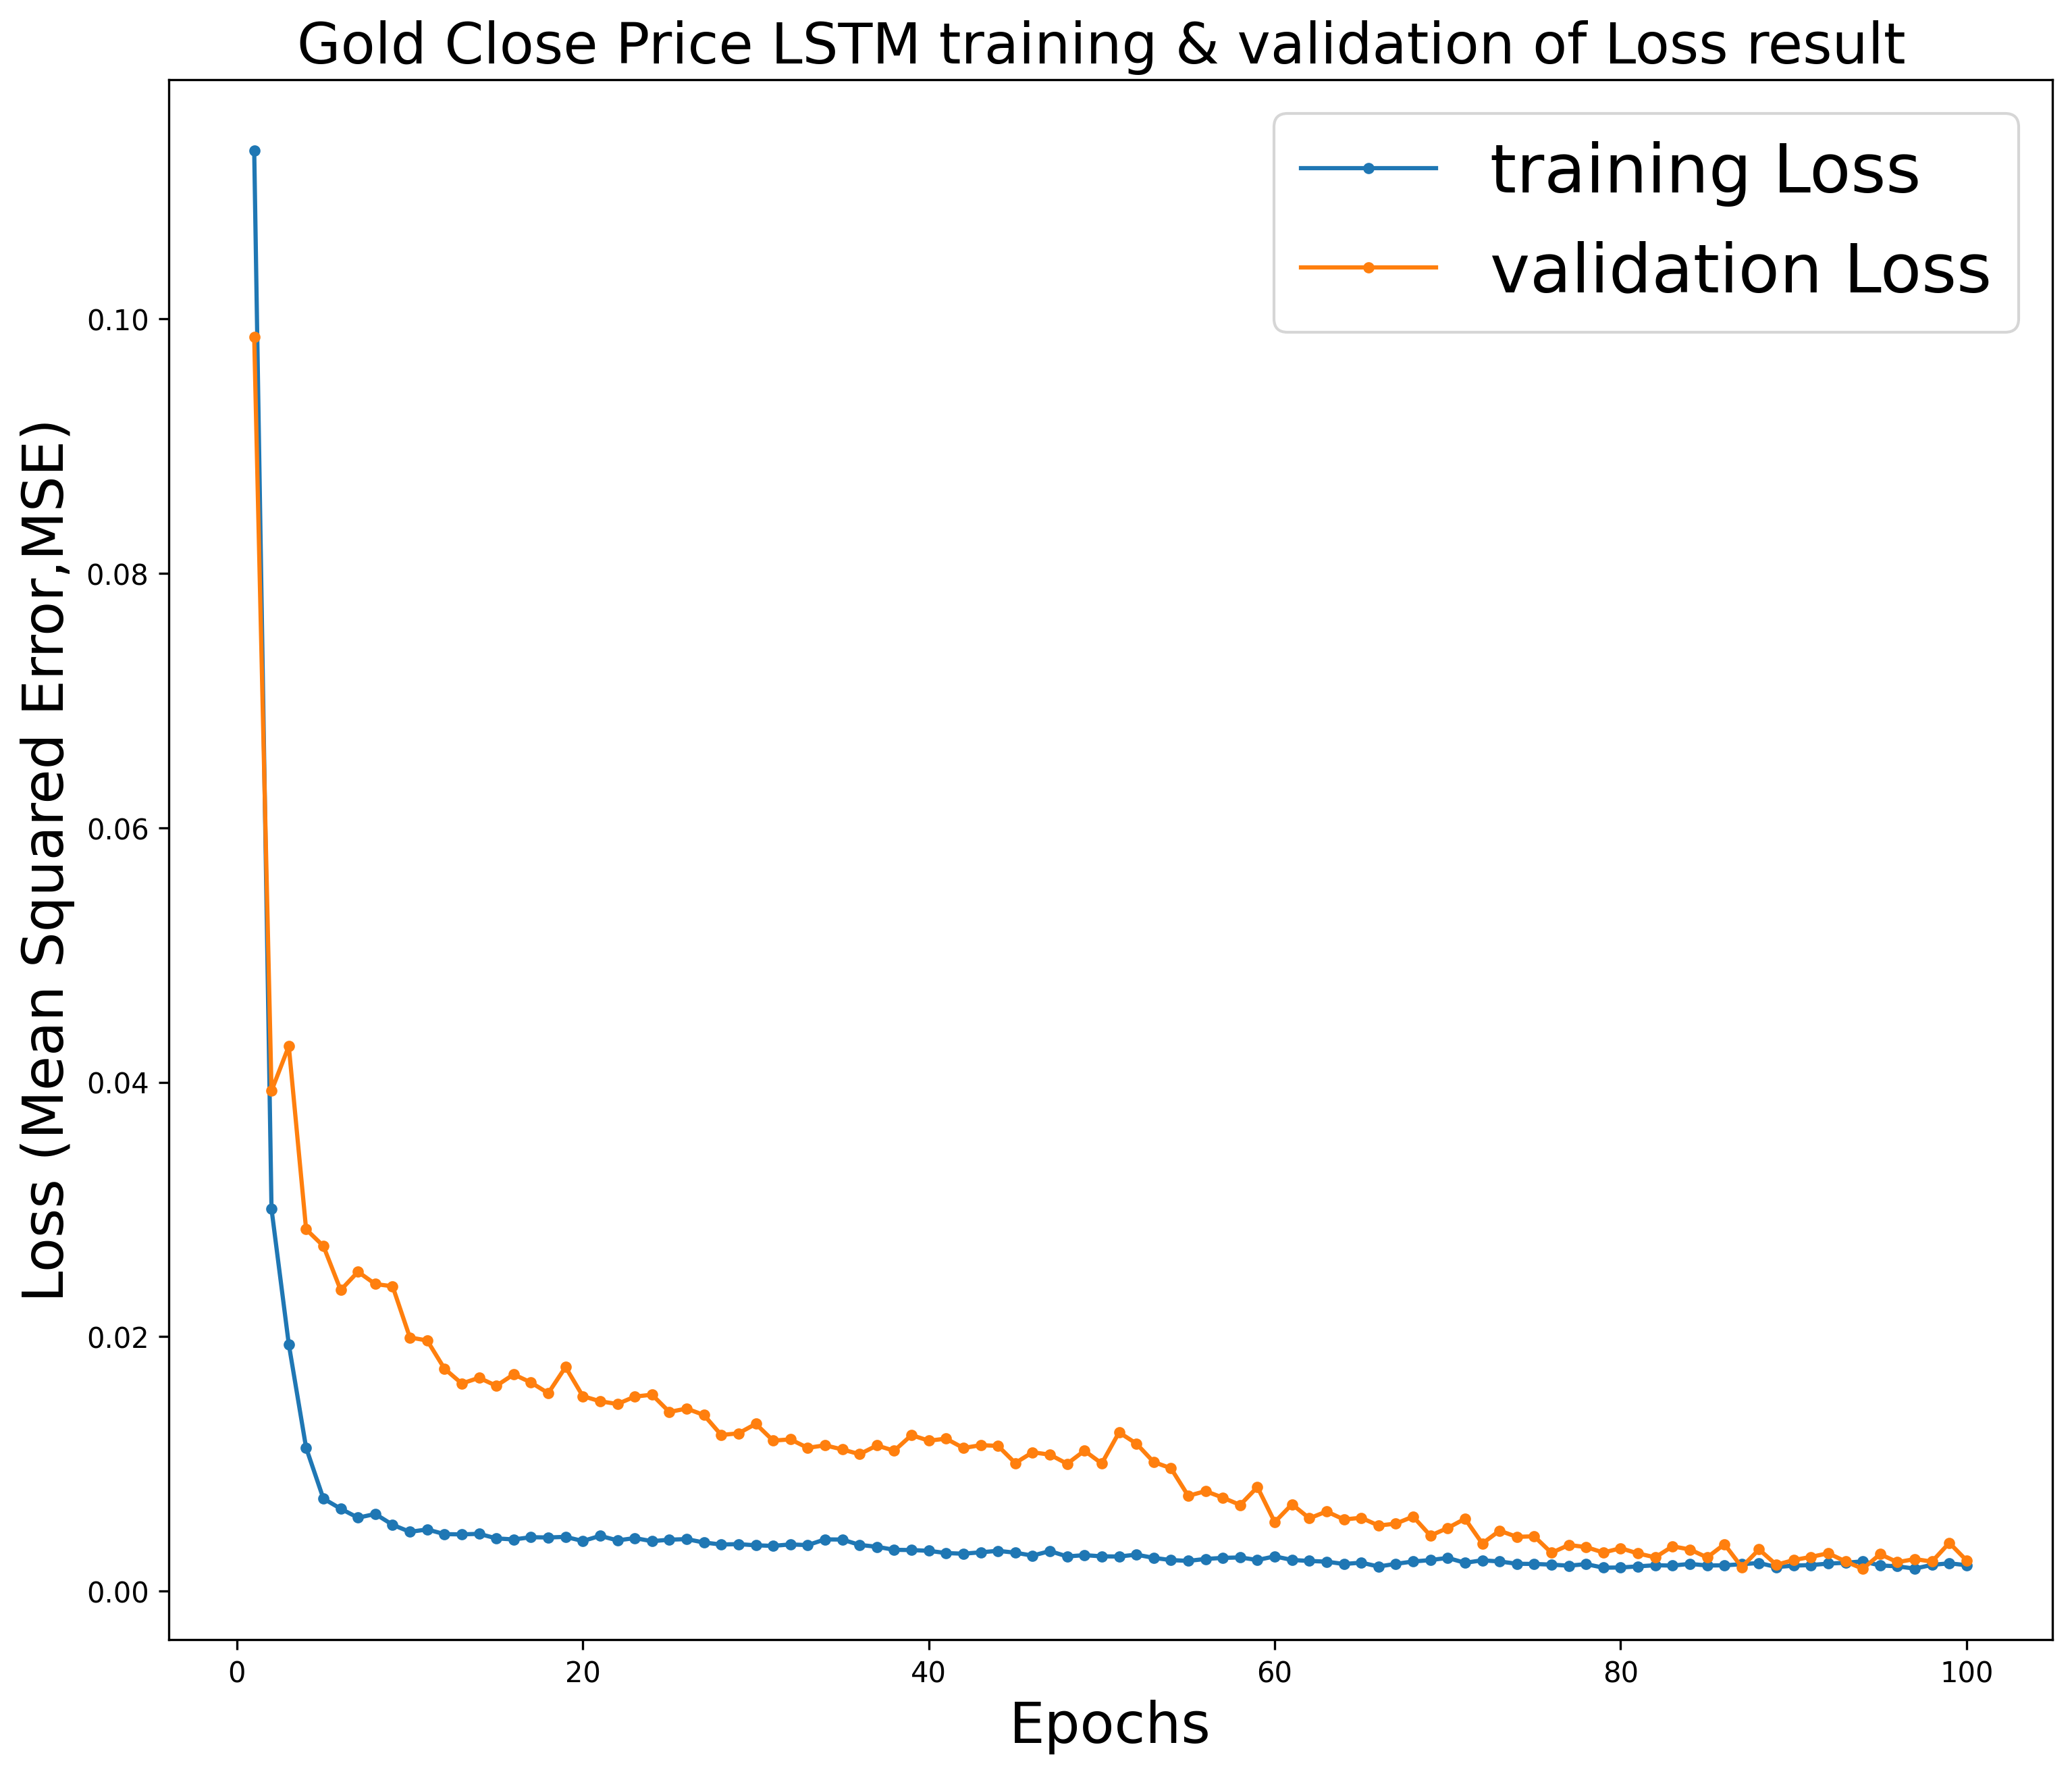 Gold Close Price LSTM training & validation of Loss result
training Loss
validation Loss
Loss (Mean Squared Error,MSE)
0.10
0.08
0.06
0.04
0.02
0.00
0 20 40 60 80 100
Epochs